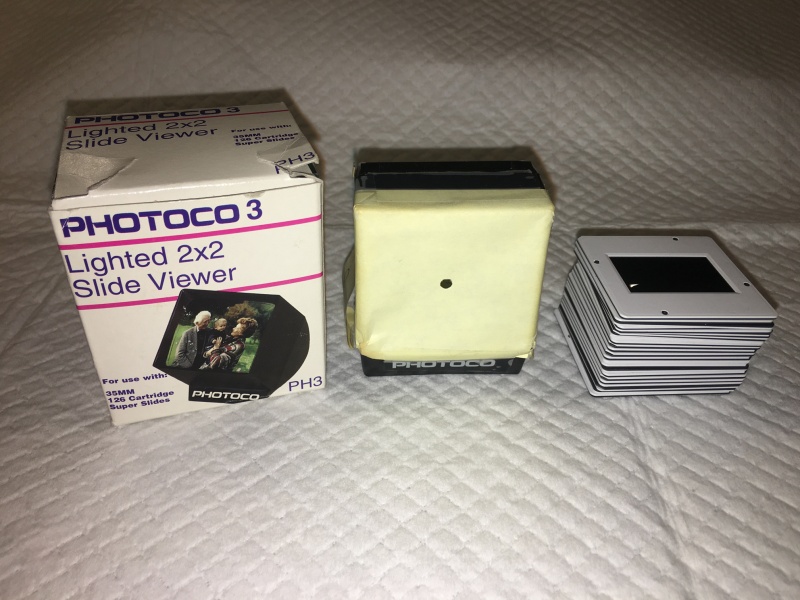 PHOTOCO 3
Lighted 2x2
Slide Viewer
For use with:
35MM
126 Cartridge
Super Slides
PH3
PHOTOCO 3
Lighted 2x2
Slide Viewer
For use with:
35MM
126 Cartridge
Super Slides
PHOTOCO
PH3
PHOTOCO